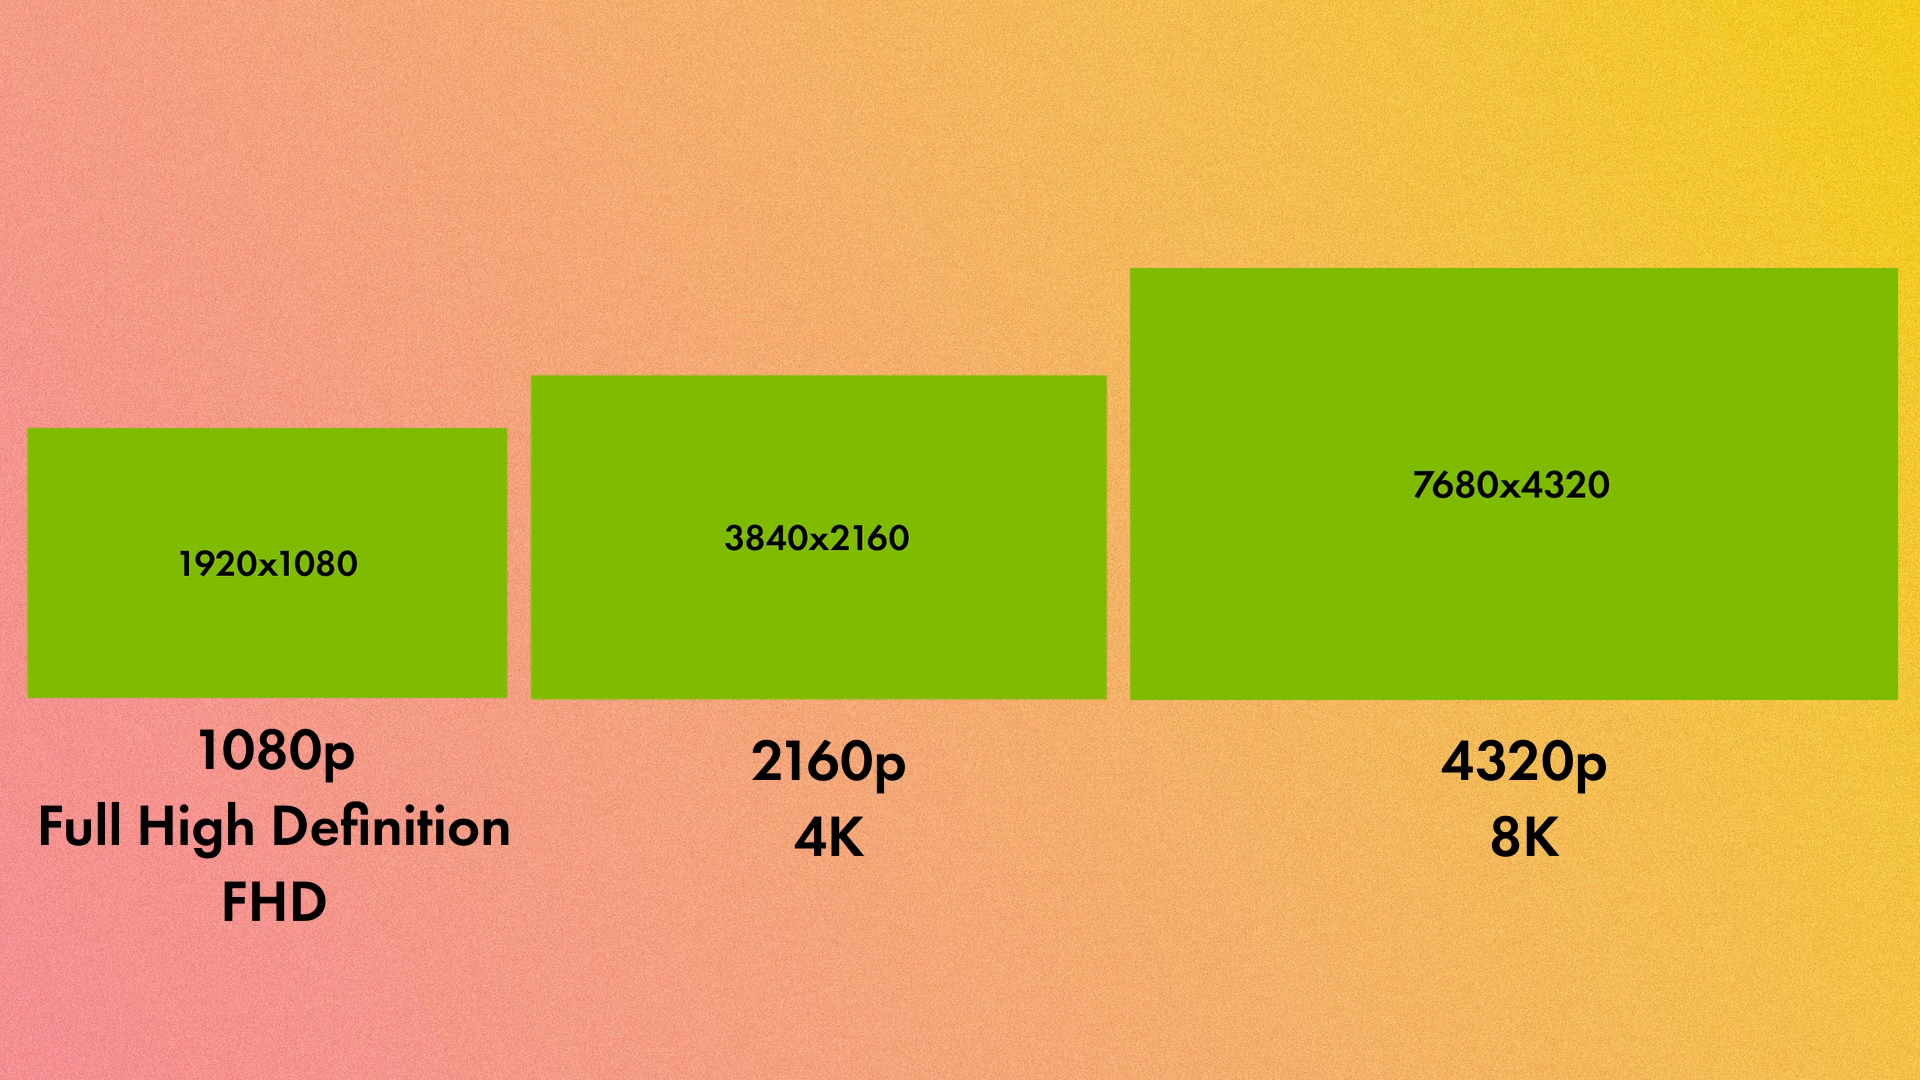 1920x1080
1080p
Full High Definition
FHD
3840x2160
2160p
4K
7680x4320
4320p
8K